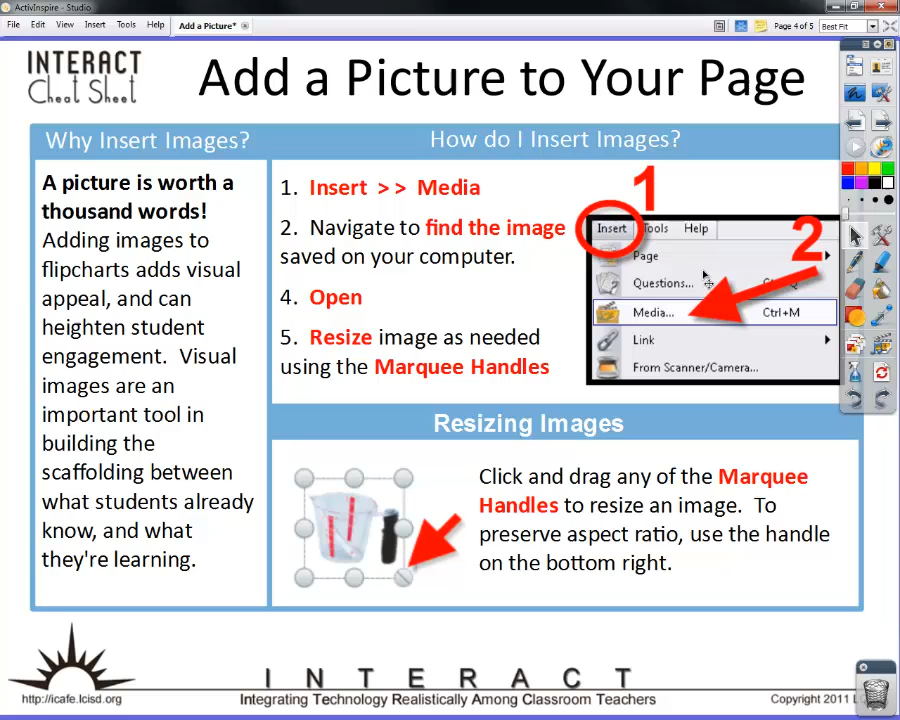 ActivInspire - Studio
File Edit View Insert Tools Help Add a Picture* Page 4 of 5 Best Fit
INTERACT
Cheat Sheet
Add a Picture to Your Page
Why Insert Images?
A picture is worth a
thousand words!
Adding images to
flipcharts adds visual
appeal, and can
heighten student
engagement. Visual
images are an
important tool in
building the
scaffolding between
what students already
know, and what
they're learning.
How do I Insert Images?
1. Insert >> Media
2. Navigate to find the image
saved on your computer.
4. Open
5. Resize image as needed
using the Marquee Handles
1
2
Insert Tools Help
Page
Questions...
Media... Ctrl+M
Link
From Scanner/Camera...
Resizing Images
Click and drag any of the Marquee
Handles to resize an image. To
preserve aspect ratio, use the handle
on the bottom right.
INTERACT
http://icafe.lcisd.org
Integrating Technology Realistically Among Classroom Teachers
Copyright 2011